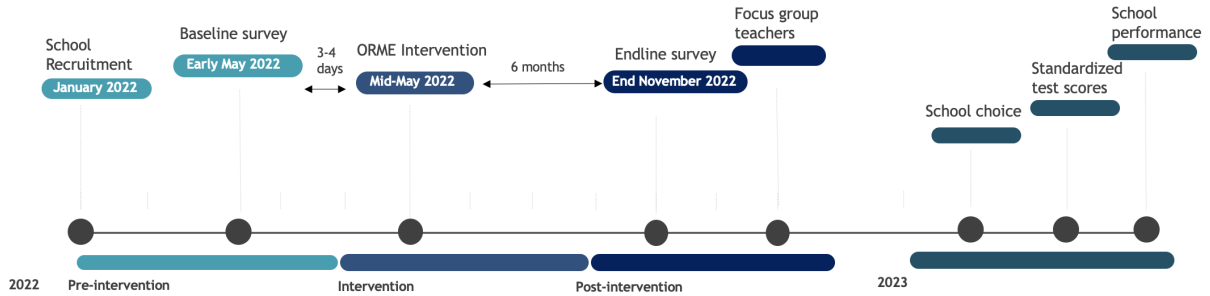 School
Recruitment
January 2022
Baseline survey
Early May 2022
3-4
days
ORME Intervention
Mid-May 2022
6 months
Endline survey
End November 2022
Focus group
teachers
School choice
Standardized
test scores
School
performance
2022
Pre-intervention
Intervention
Post-intervention
2023